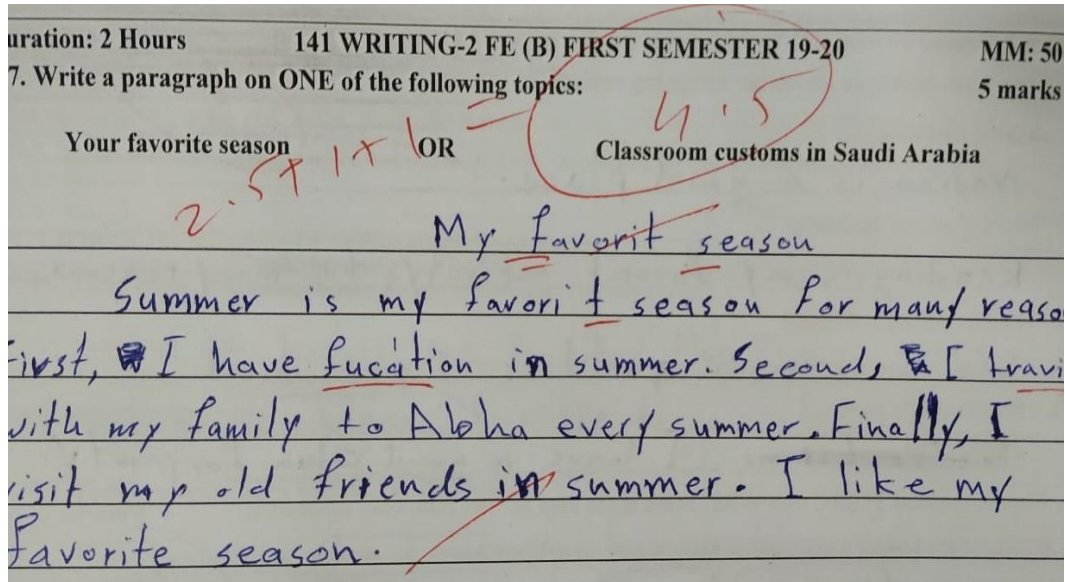 uration: 2 Hours 141 WRITING-2 FE (B) FIRST SEMESTER 19-20 MM: 50
7. Write a paragraph on ONE of the following topics: 5 marks
4.5
Your favorite season OR Classroom customs in Saudi Arabia
2.5+1+1=
My favorit season
Summer is my favorit season for many reaso
First, I have fucation in summer. Second, I travi
with my family to Abha every summer. Finally, I
visit my old friends in summer. I like my
favorite season.